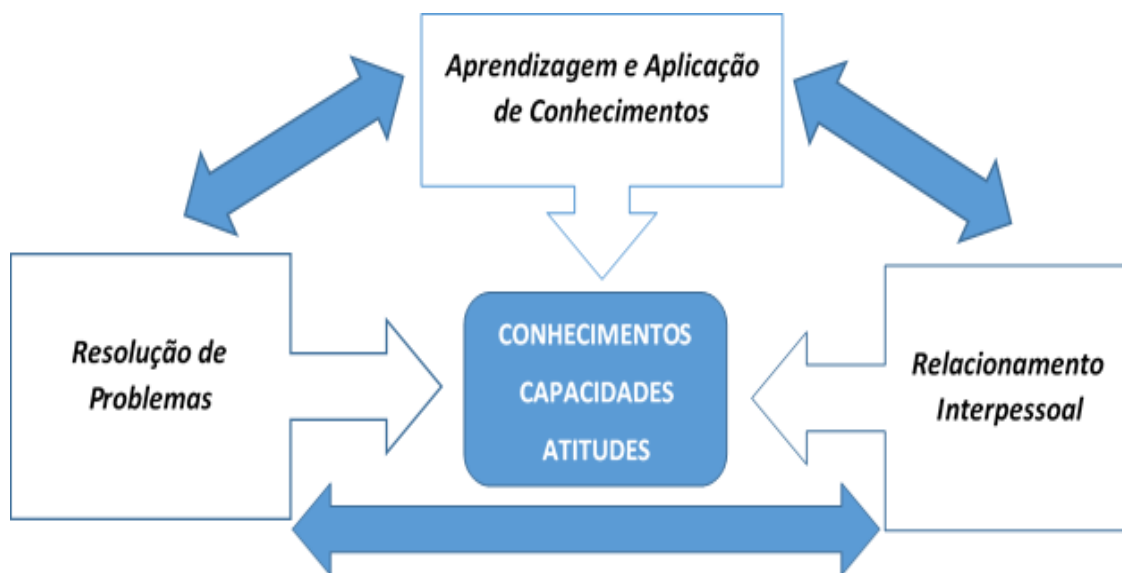 Aprendizagem e Aplicação
de Conhecimentos
Resolução de
Problemas
CONHECIMENTOS
CAPACIDADES
ATITUDES
Relacionamento
Interpessoal